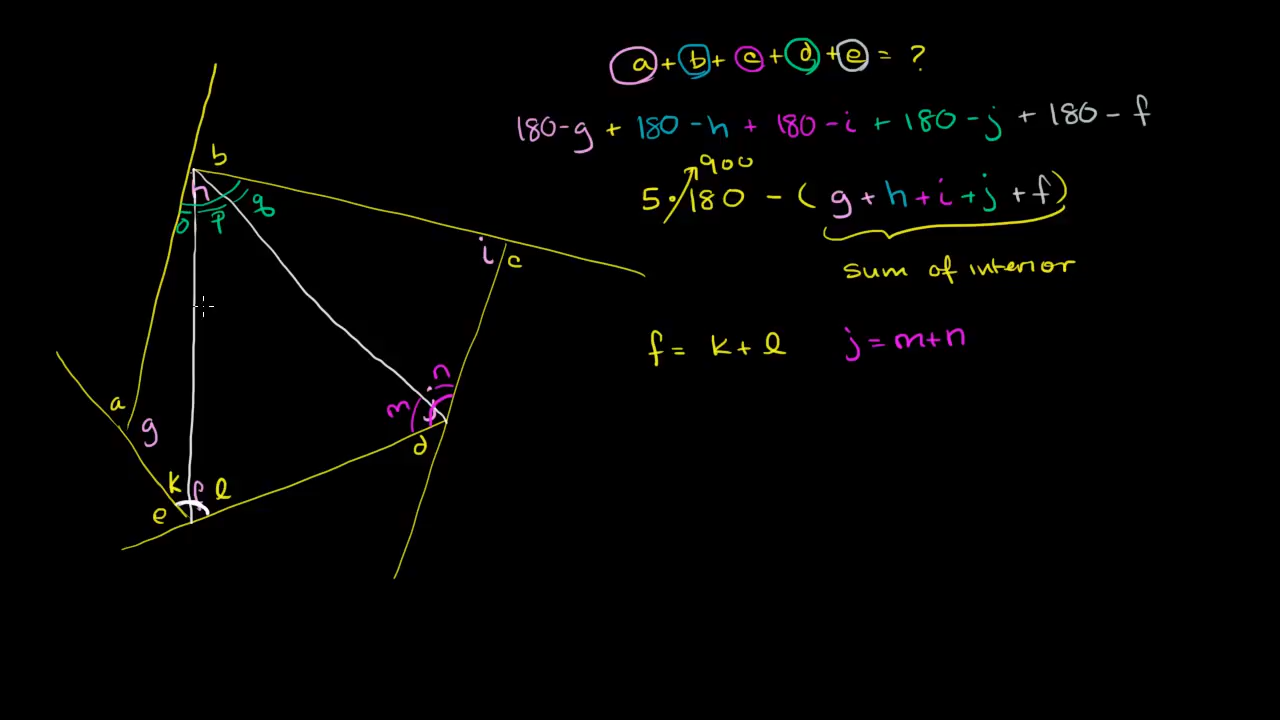 a + b + c + d + e = ?
180-g + 180-h + 180-i + 180-j + 180-f
900
5·180 - ( g+h+i+j+f)
sum of interior
f = k + l j = m+n
b
h
o p q
i c
n
m j
a
g
d
k f l
e